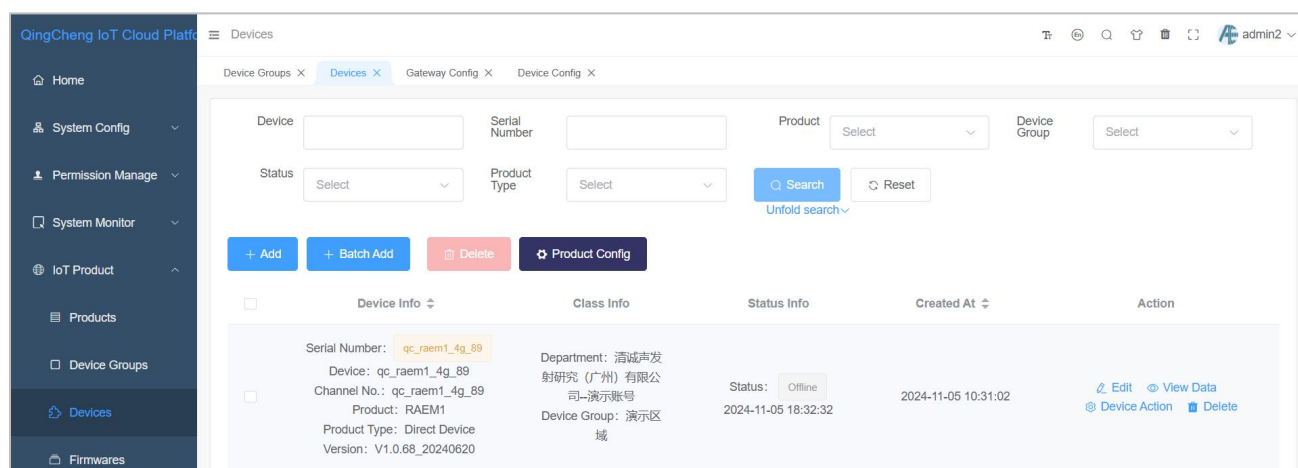 QingCheng IoT Cloud Platfo
Devices
Tr
En
admin2
Home
System Config
Permission Manage
System Monitor
IoT Product
Products
Device Groups
Devices
Firmwares
Device Groups ×
Devices ×
Gateway Config ×
Device Config ×
Device
Serial
Number
Product
Select
Device
Group
Select
Status
Select
Product
Type
Select
Search
Reset
Unfold search
+ Add
+ Batch Add
Delete
Product Config
Device Info
Class Info
Status Info
Created At
Action
Serial Number: qc_raem1_4g_89
Device: qc_raem1_4g_89
Channel No.: qc_raem1_4g_89
Product: RAEM1
Product Type: Direct Device
Version: V1.0.68_20240620
Department: 清诚声发
射研究（广州）有限公
司--演示账号
Device Group: 演示区
域
Status: Offline
2024-11-05 18:32:32
2024-11-05 10:31:02
Edit
View Data
Device Action
Delete